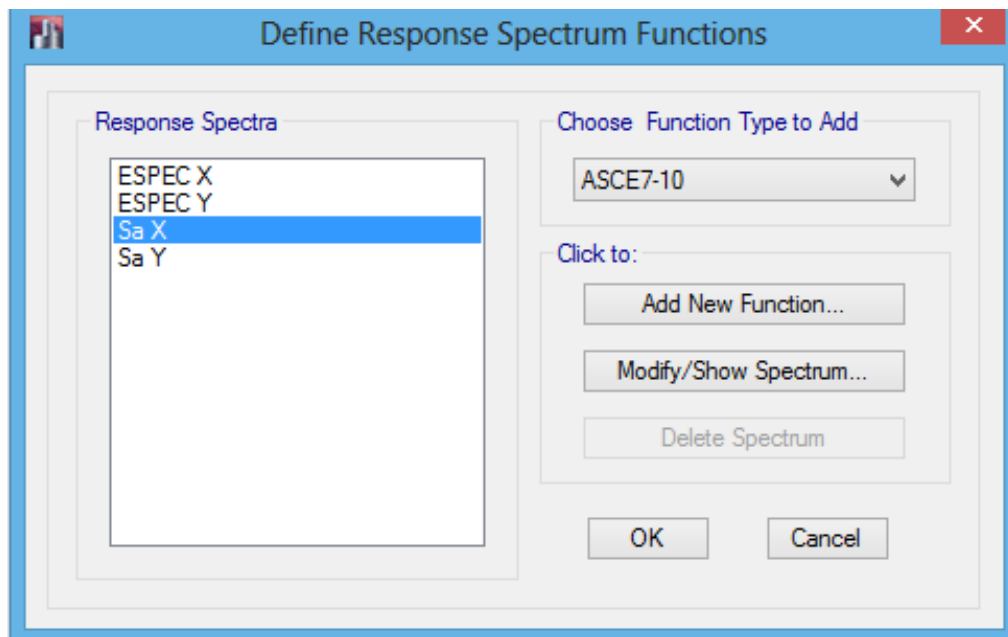 Define Response Spectrum Functions
Response Spectra
ESPEC X
ESPEC Y
Sa X
Sa Y
Choose Function Type to Add
ASCE7-10
Click to:
Add New Function...
Modify/Show Spectrum...
Delete Spectrum
OK
Cancel